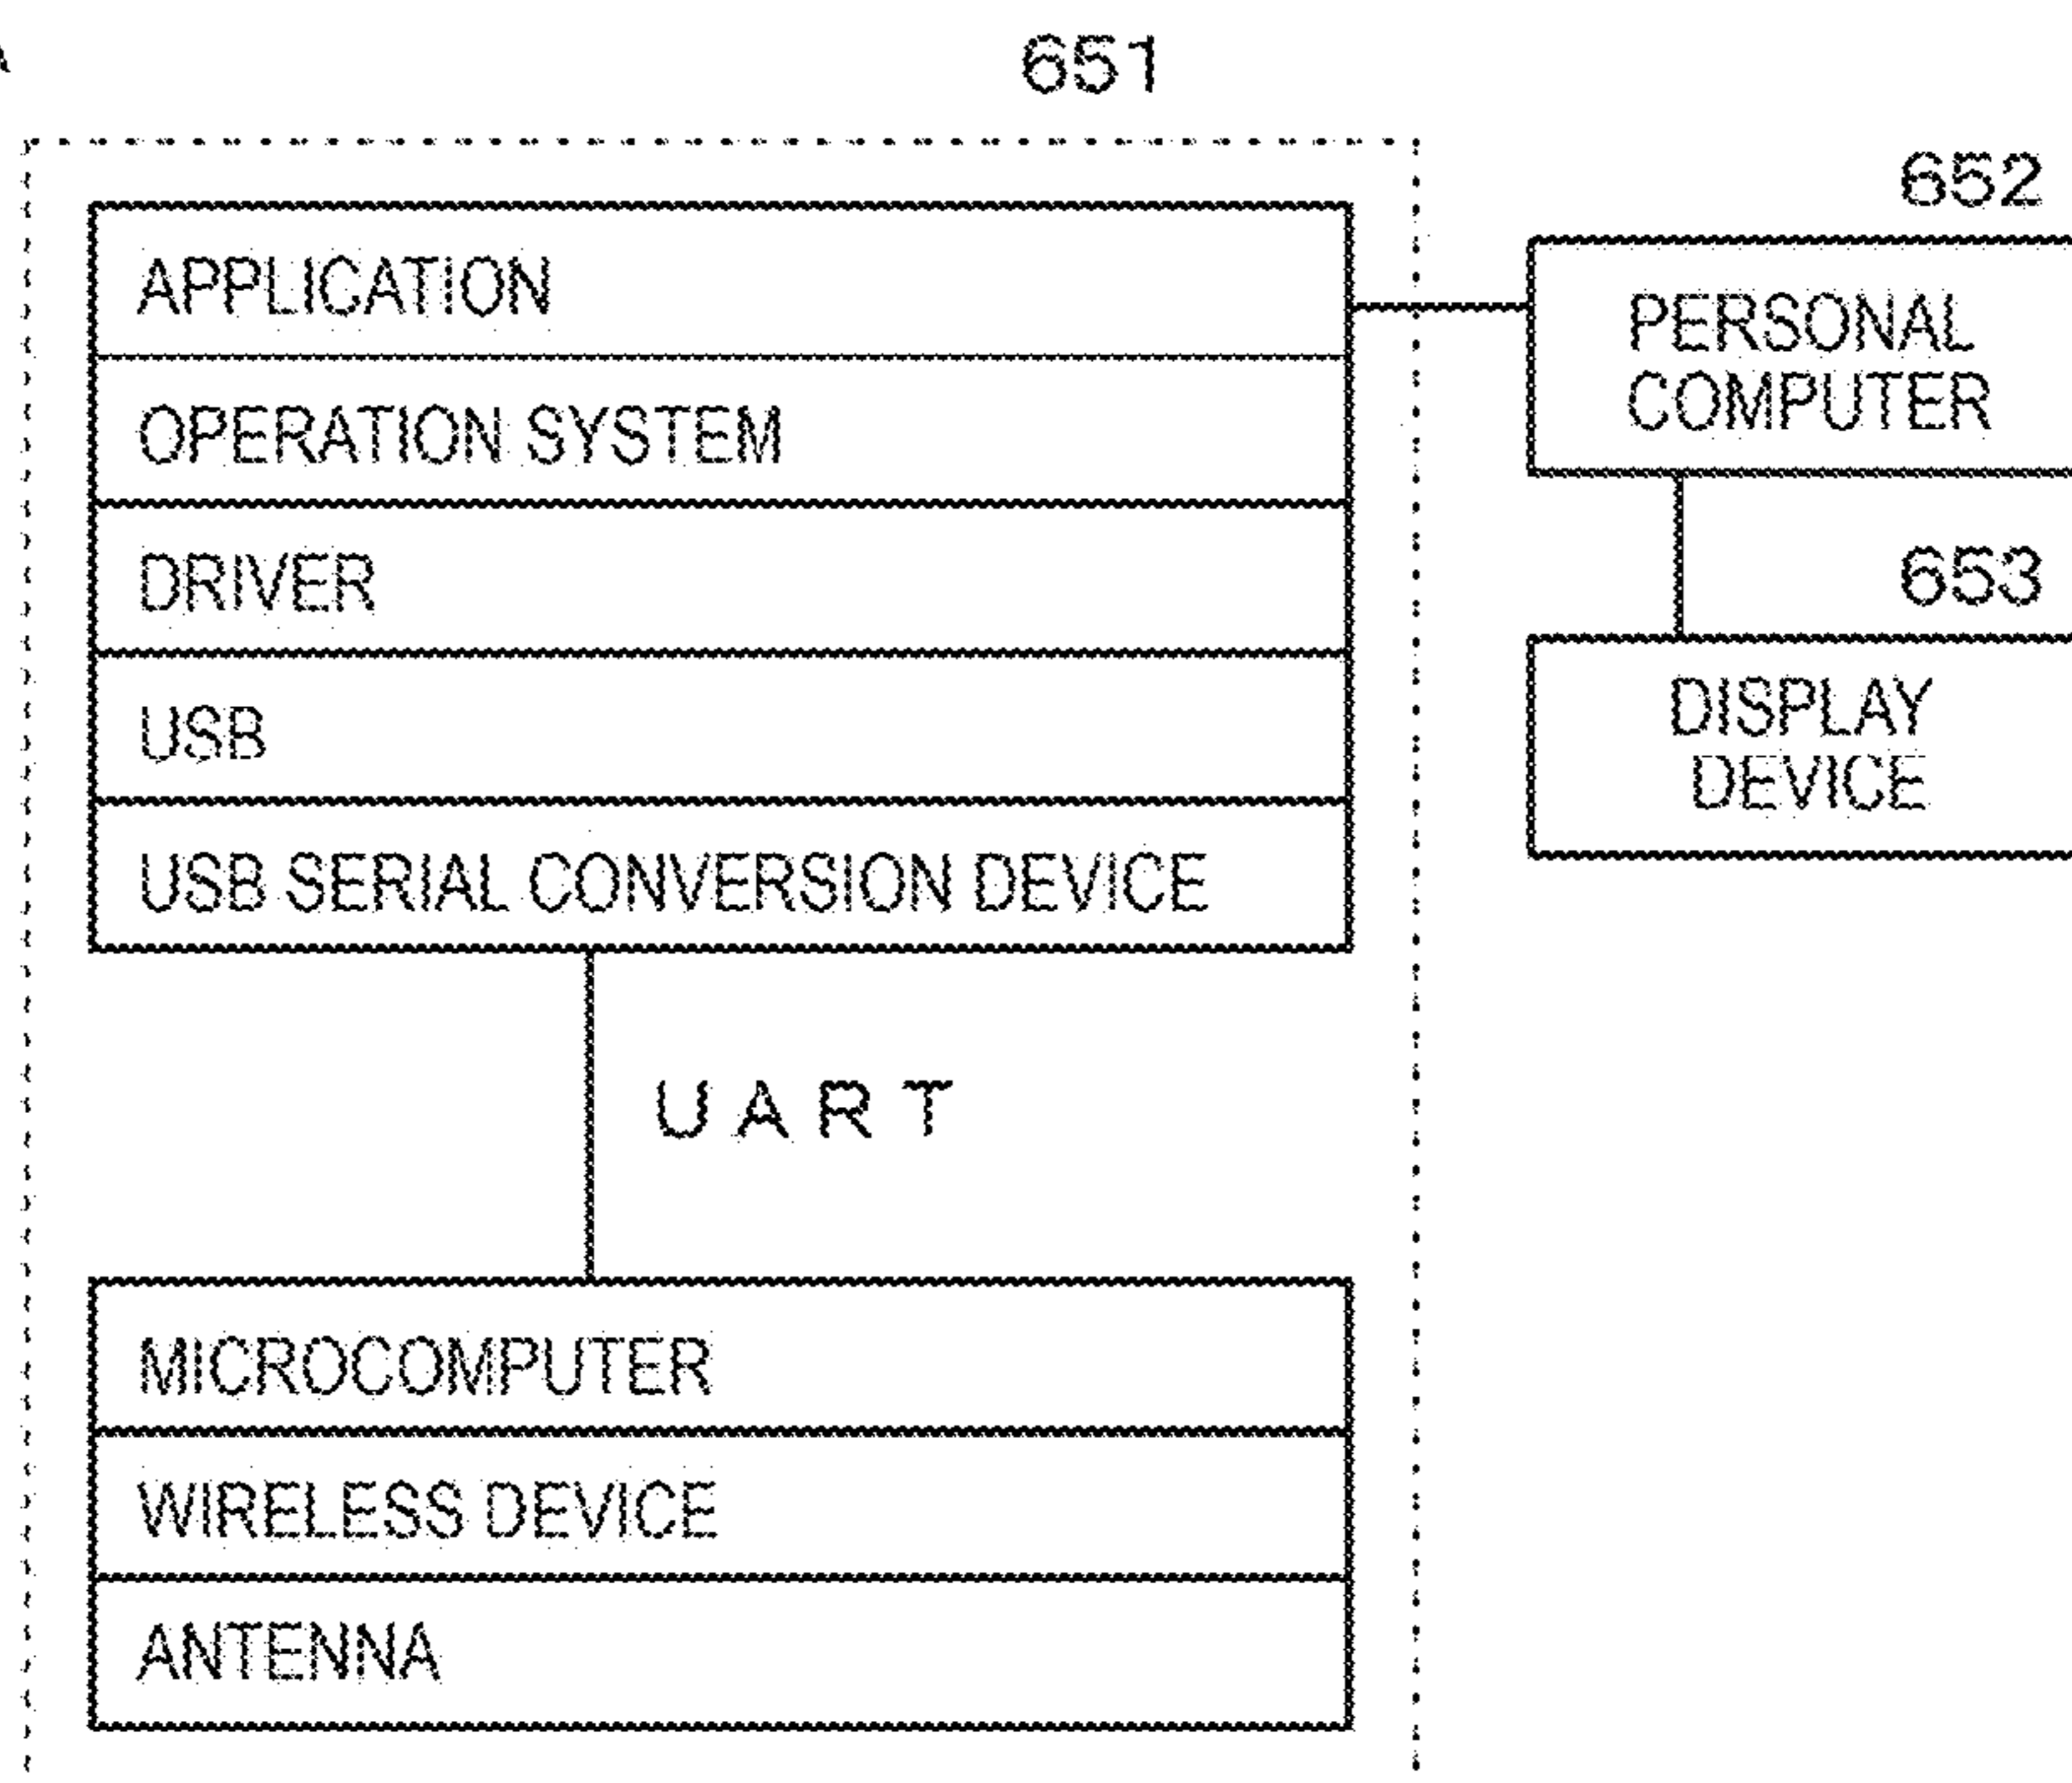 651
APPLICATION
OPERATION SYSTEM
DRIVER
USB
USB SERIAL CONVERSION DEVICE
UART
MICROCOMPUTER
WIRELESS DEVICE
ANTENNA
652
PERSONAL
COMPUTER
653
DISPLAY
DEVICE